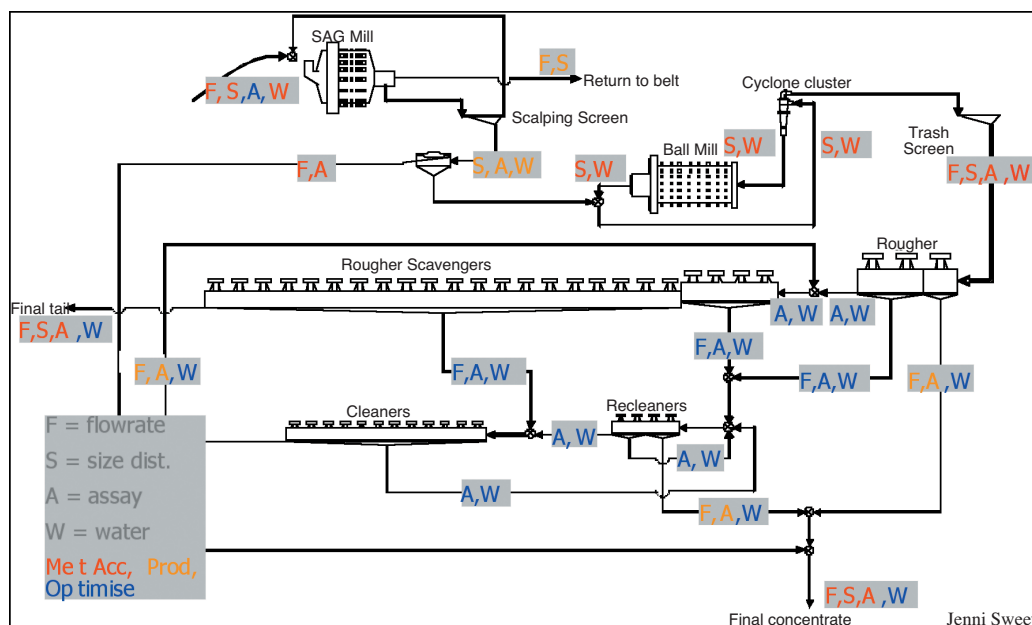 SAG Mill
F,S
Return to belt
F, S,A, W
Cyclone cluster
Scalping Screen
Trash
Screen
Ball Mill
S,W
S,W
S,W
F,A
S, A,W
F,S,A ,W
Rougher
Rougher Scavengers
Final tail
F,S,A ,W
A, W
A, W
F, A,W
F,A,W
F,A,W
F,A,W
F,A ,W
Cleaners
Recleaners
A, W
A, W
A,W
F = flowrate
S = size dist.
A = assay
W = water
Me t Acc, Prod,
Op timise
F,A,W
F,S,A ,W
Final concentrate
Jenni Swee